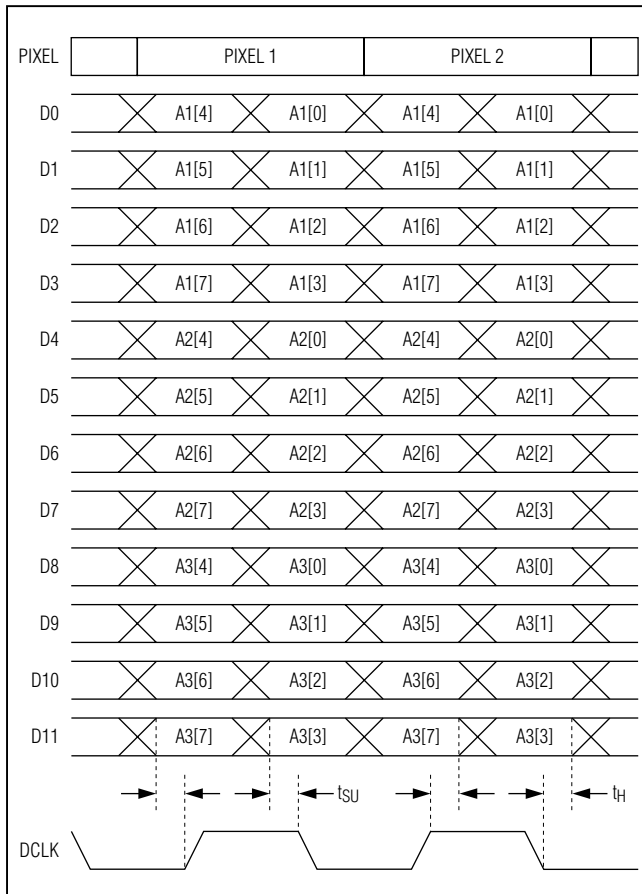 PIXEL PIXEL 1 PIXEL 2
D0 A1[4] A1[0] A1[4] A1[0]
D1 A1[5] A1[1] A1[5] A1[1]
D2 A1[6] A1[2] A1[6] A1[2]
D3 A1[7] A1[3] A1[7] A1[3]
D4 A2[4] A2[0] A2[4] A2[0]
D5 A2[5] A2[1] A2[5] A2[1]
D6 A2[6] A2[2] A2[6] A2[2]
D7 A2[7] A2[3] A2[7] A2[3]
D8 A3[4] A3[0] A3[4] A3[0]
D9 A3[5] A3[1] A3[5] A3[1]
D10 A3[6] A3[2] A3[6] A3[2]
D11 A3[7] A3[3] A3[7] A3[3]
tSU tH
DCLK